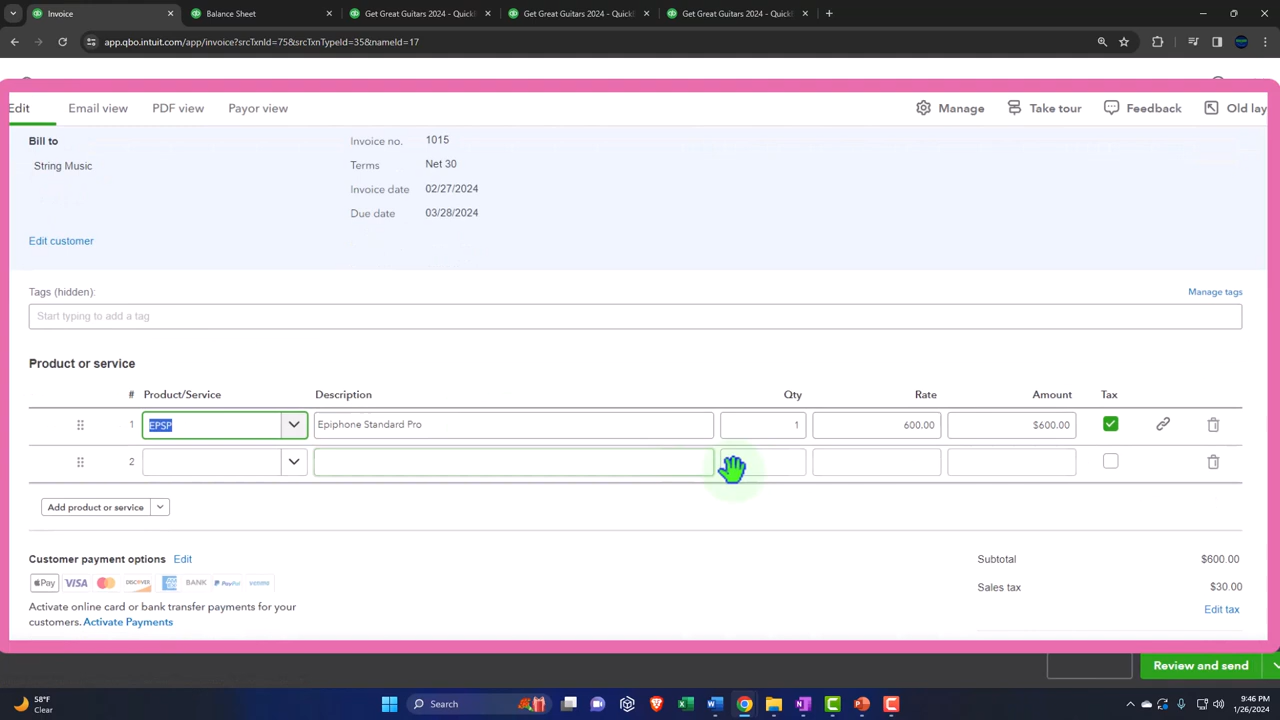 Invoice
Balance Sheet
Get Great Guitars 2024 - QuickB
Get Great Guitars 2024 - Quick
Get Great Guitars 2024 - Quick
app.qbo.intuit.com/app/invoice?srcTxnId=75&srcTxnTypeId=35&nameId=17
Edit
Email view
PDF view
Payor view
Manage
Take tour
Feedback
Old lay
Bill to
String Music
Edit customer
Invoice no. 1015
Terms Net 30
Invoice date 02/27/2024
Due date 03/28/2024
Tags (hidden):
Manage tags
Start typing to add a tag
Product or service
# Product/Service Description Qty Rate Amount Tax
1 EPSP Epiphone Standard Pro 1 600.00 $600.00
2
Add product or service
Customer payment options Edit
Pay VISA DISCOVER BANK PayPal venmo
Activate online card or bank transfer payments for your
customers. Activate Payments
Subtotal $600.00
Sales tax $30.00
Edit tax
Review and send
58°F
Clear
Search
9:46 PM
1/26/2024